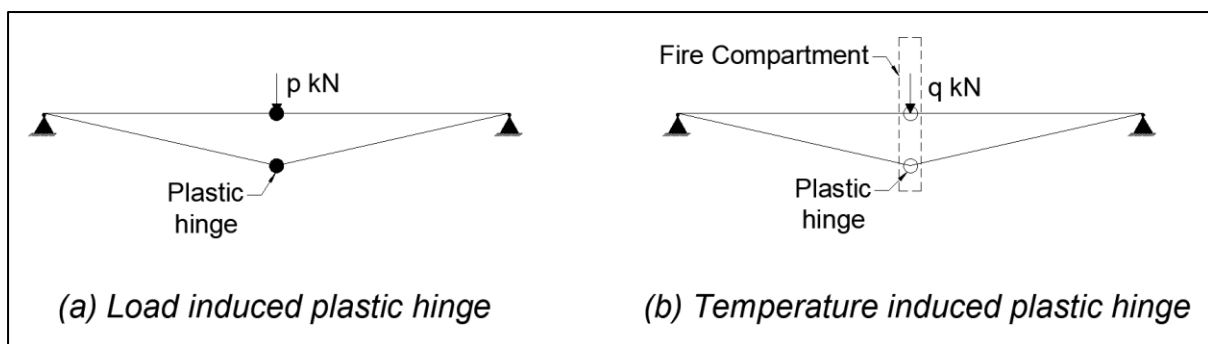 p kN
Plastic
hinge
(a) Load induced plastic hinge
Fire Compartment
q kN
Plastic
hinge
(b) Temperature induced plastic hinge